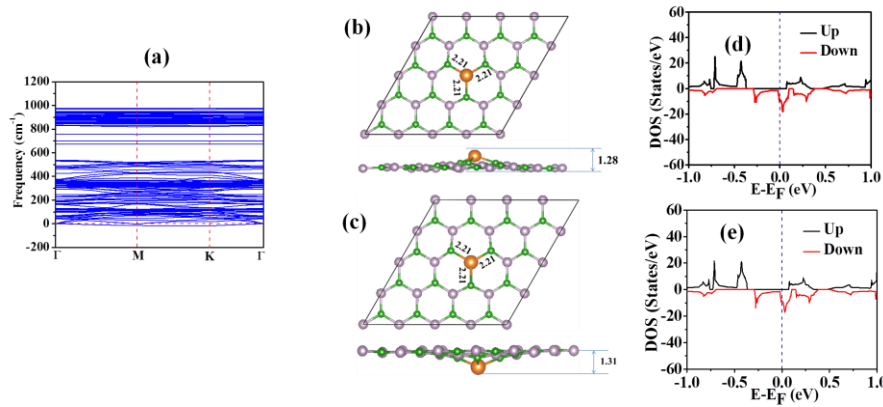 (a)
1200
1000
800
600
400
200
0
-200
Frequency (cm⁻¹)
Γ M K Γ
(b)
2.21 2.21
2.21
1.28
(c)
2.21 2.21
2.21
1.31
(d)
Up
Down
60
40
20
0
-20
-40
-60
DOS (States/eV)
-1.0 -0.5 0.0 0.5 1.0
E-E_F (eV)
(e)
Up
Down
60
40
20
0
-20
-40
-60
DOS (States/eV)
-1.0 -0.5 0.0 0.5 1.0
E-E_F (eV)